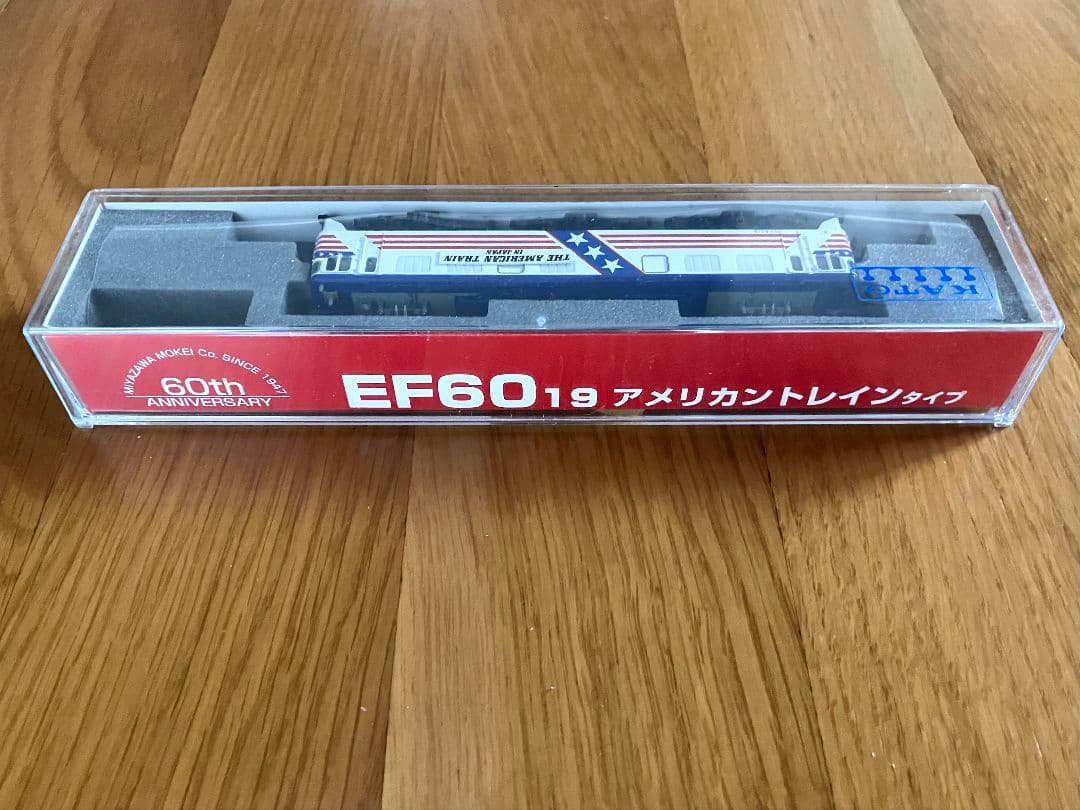 THE AMERICAN TRAIN
IN JAPAN
KATO
MIYAZAWA MOKEI Co. SINCE 1947
60th
ANNIVERSARY
EF60 19 アメリカントレインタイプ